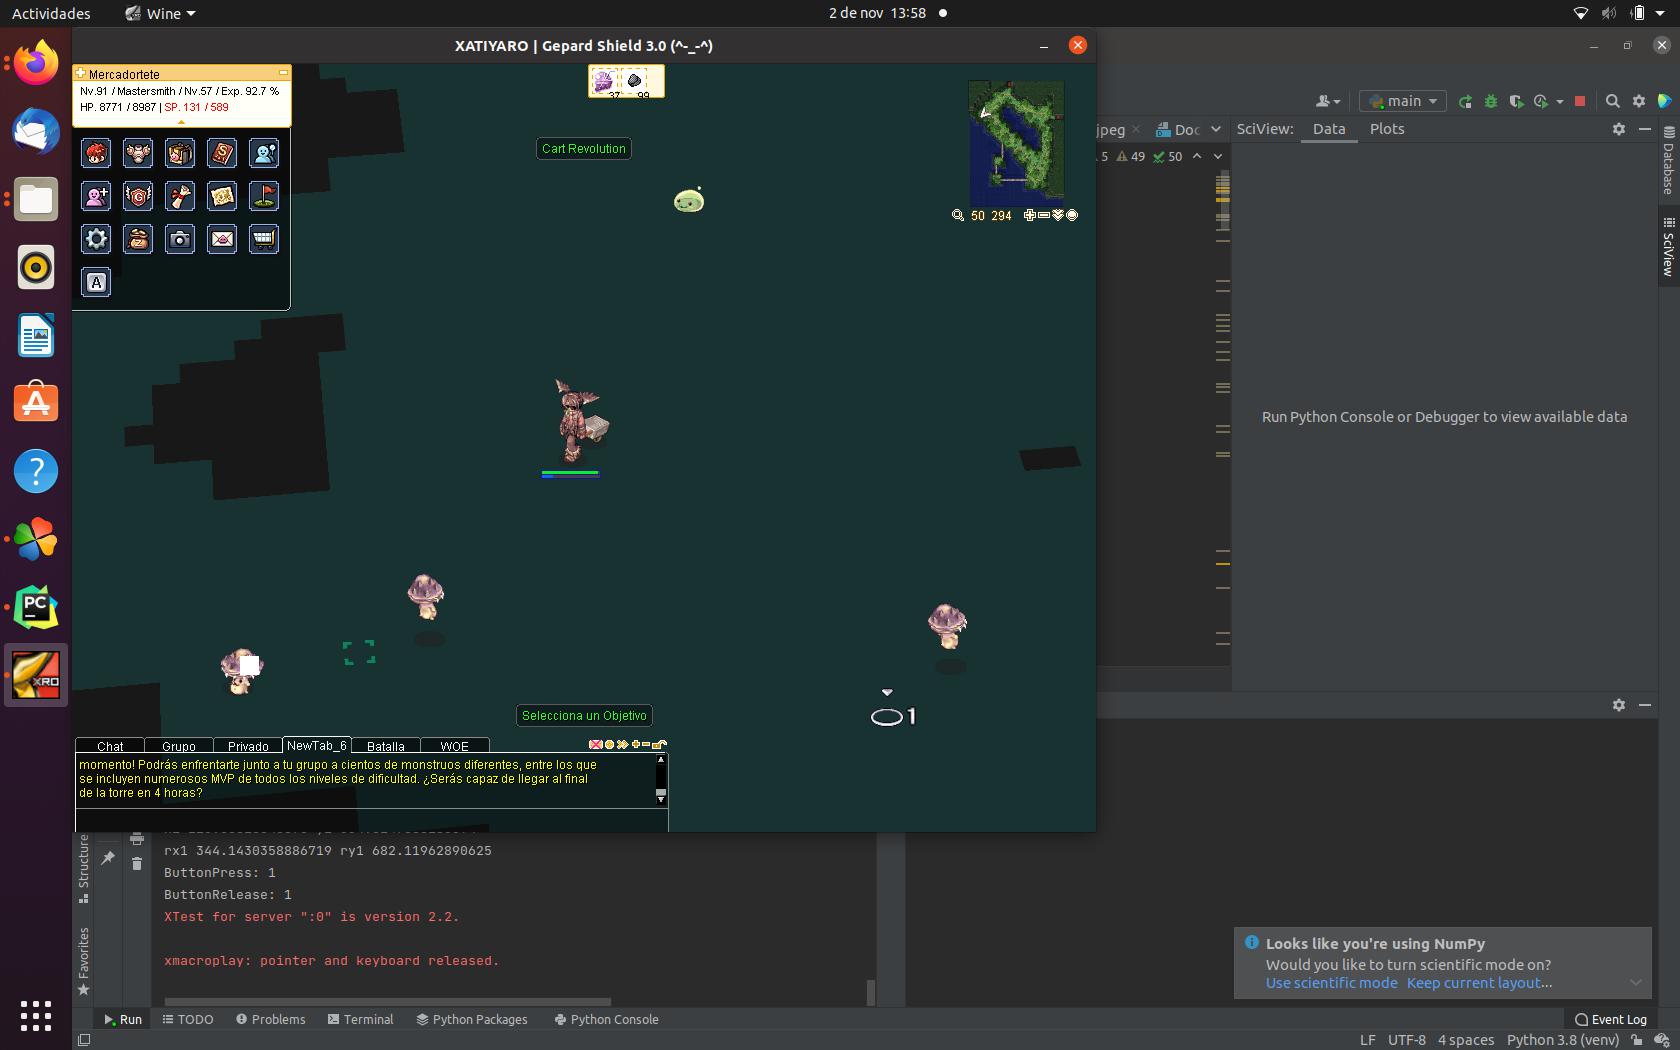 Actividades
Wine
2 de nov 13:58
XATIYARO | Gepard Shield 3.0 (^-_-^)
Mercadortete
Nv.91 / Mastersmith / Nv.57 / Exp. 92.7 %
HP. 8771 / 8987 | SP. 131 / 589
37
99
Cart Revolution
50 294
A
Selecciona un Objetivo
1
Chat
Grupo
Privado
NewTab_6
Batalla
WOE
momento! Podrás enfrentarte junto a tu grupo a cientos de monstruos diferentes, entre los que
se incluyen numerosos MVP de todos los niveles de dificultad. ¿Serás capaz de llegar al final
de la torre en 4 horas?
main
jpeg
Doc
SciView:
Data
Plots
5
49
50
Database
SciView
Run Python Console or Debugger to view available data
PC
XRO
Structure
Favorites
rx1 344.1430358886719 ry1 682.11962890625
ButtonPress: 1
ButtonRelease: 1
XTest for server ":0" is version 2.2.
xmacroplay: pointer and keyboard released.
Looks like you're using NumPy
Would you like to turn scientific mode on?
Use scientific mode
Keep current layout...
Run
TODO
Problems
Terminal
Python Packages
Python Console
Event Log
LF
UTF-8
4 spaces
Python 3.8 (venv)